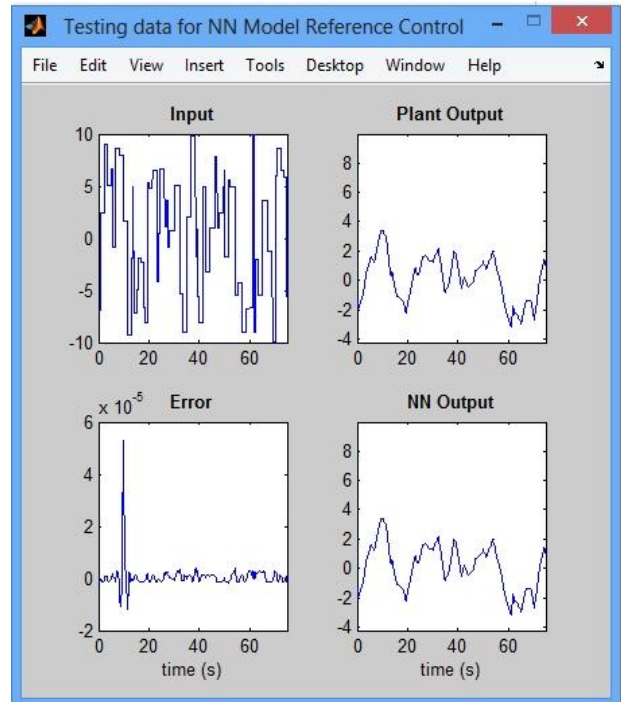 Testing data for NN Model Reference Control
File Edit View Insert Tools Desktop Window Help
Input
10
5
0
-5
-10
0 20 40 60
Plant Output
8
6
4
2
0
-2
-4
0 20 40 60
Error
x 10^-5
6
4
2
0
-2
0 20 40 60
time (s)
NN Output
8
6
4
2
0
-2
-4
0 20 40 60
time (s)